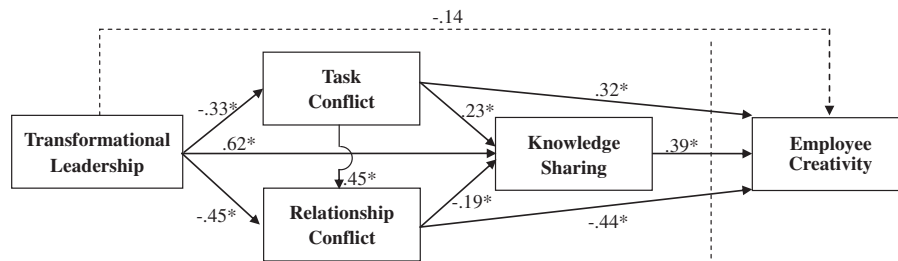 -.14
Task
Conflict
-.33*
.32*
.23*
Transformational
Leadership
.62*
Knowledge
Sharing
.39*
Employee
Creativity
.45*
-.45*
Relationship
Conflict
-.19*
-.44*